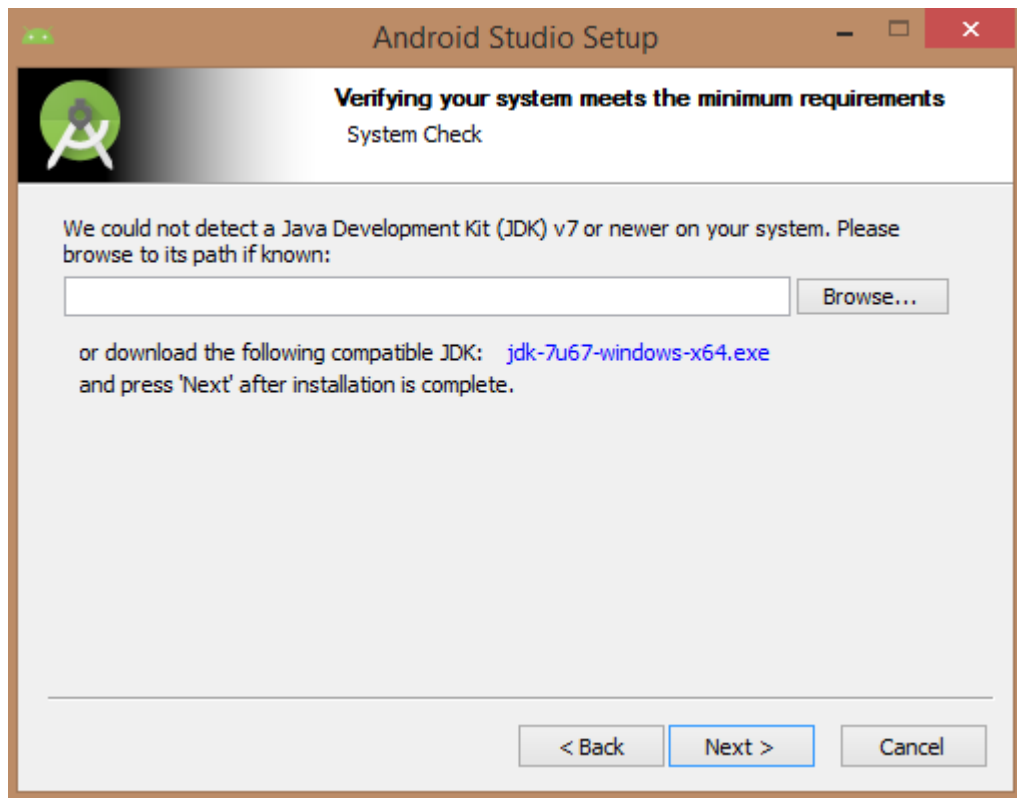 Android Studio Setup
Verifying your system meets the minimum requirements
System Check
We could not detect a Java Development Kit (JDK) v7 or newer on your system. Please
browse to its path if known:
Browse...
or download the following compatible JDK: jdk-7u67-windows-x64.exe
and press 'Next' after installation is complete.
< Back Next > Cancel